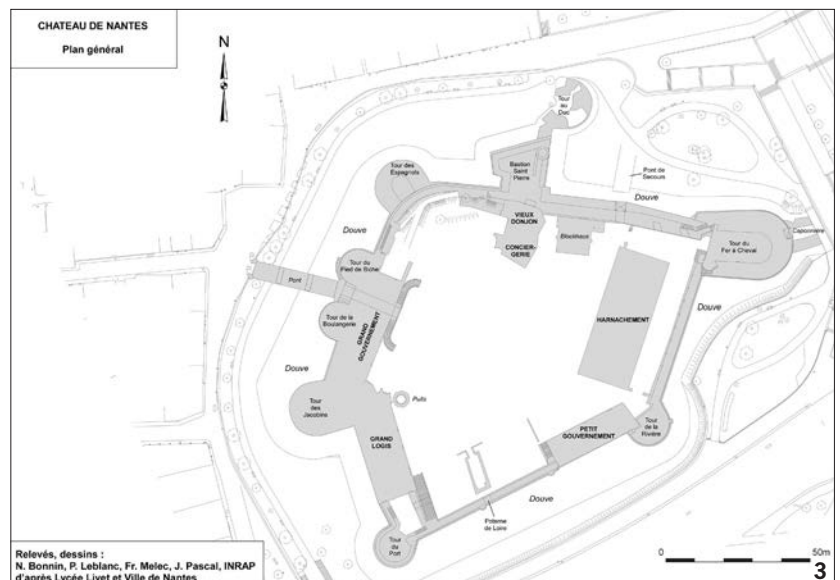 CHATEAU DE NANTES
Plan général
N
Tour
au
Duc
Tour des
Espagnols
Bastion
Saint
Pierre
Pont de
Secours
Douve
Douve
VIEUX
DONJON
CONCIER-
GERIE
Blockhaus
Caponnière
Tour du
Fer à Cheval
Tour du
Pied de Biche
Pont
Douve
Tour de la
Boulangerie
GRAND
GOUVERNEMENT
HARNACHEMENT
Douve
Tour
des
Jacobins
Puits
GRAND
LOGIS
PETIT
GOUVERNEMENT
Tour
de la
Rivière
Douve
Poterne
de Loire
Tour
du
Port
Relevés, dessins :
N. Bonnin, P. Leblanc, Fr. Melec, J. Pascal, INRAP
d'après Lycée Livet et Ville de Nantes
0 50m
3